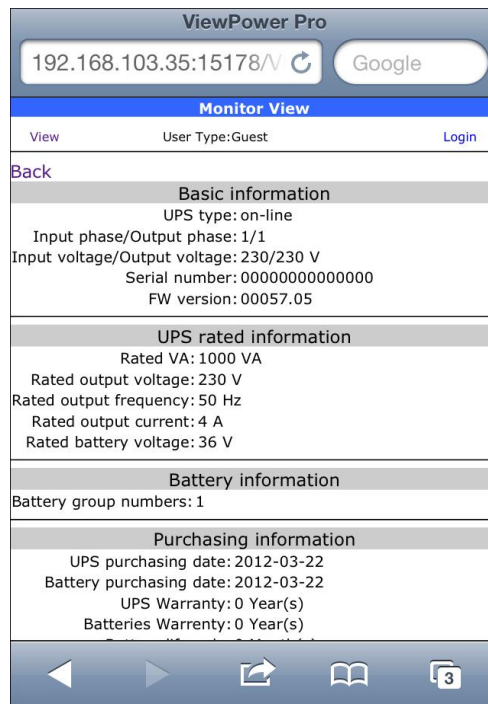 ViewPower Pro
192.168.103.35:15178/V Google
Monitor View
View User Type:Guest Login
Back
Basic information
UPS type: on-line
Input phase/Output phase: 1/1
Input voltage/Output voltage: 230/230 V
Serial number: 00000000000000
FW version: 00057.05
UPS rated information
Rated VA: 1000 VA
Rated output voltage: 230 V
Rated output frequency: 50 Hz
Rated output current: 4 A
Rated battery voltage: 36 V
Battery information
Battery group numbers: 1
Purchasing information
UPS purchasing date: 2012-03-22
Battery purchasing date: 2012-03-22
UPS Warranty: 0 Year(s)
Batteries Wrrenty: 0 Year(s)
3